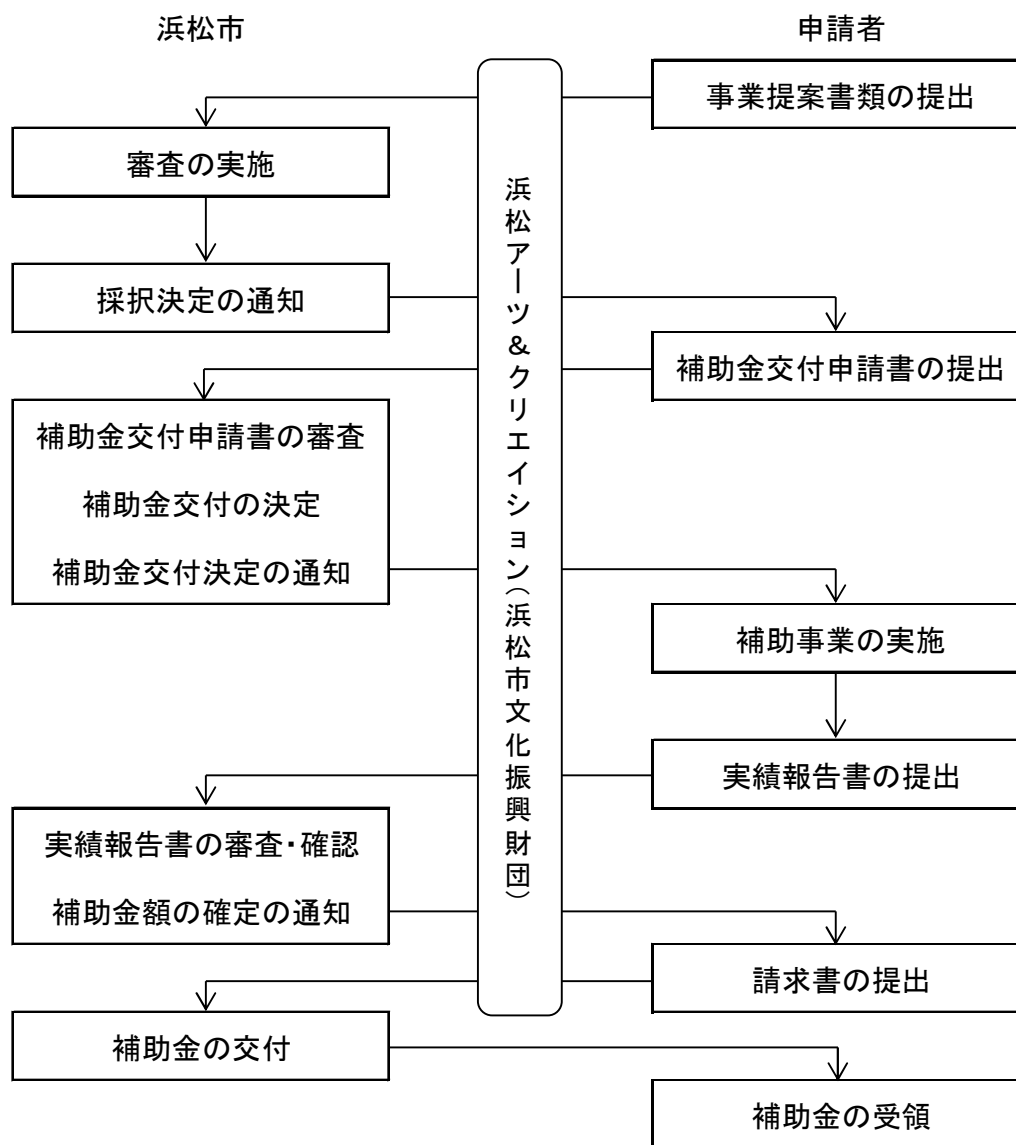 浜松市
申請者
事業提案書類の提出
審査の実施
採択決定の通知
補助金交付申請書の提出
補助金交付申請書の審査
補助金交付の決定
補助金交付決定の通知
浜松アーツ&クリエイション(浜松市文化振興財団)
補助事業の実施
実績報告書の提出
実績報告書の審査・確認
補助金額の確定の通知
請求書の提出
補助金の交付
補助金の受領